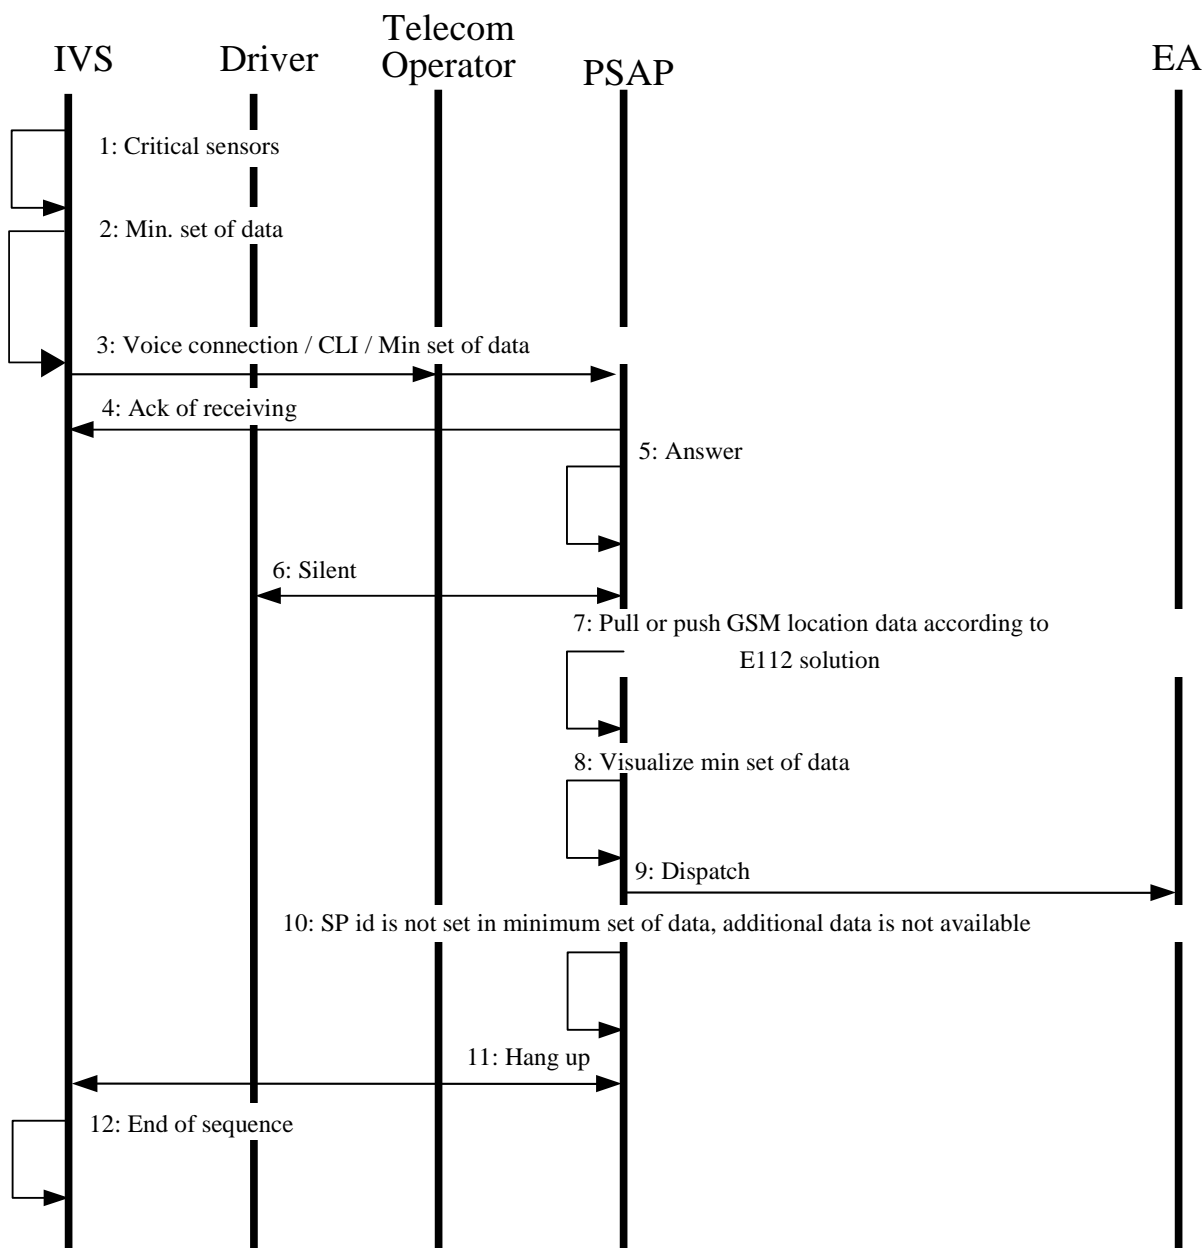 IVS
Driver
Telecom
Operator
PSAP
EA
1: Critical sensors
2: Min. set of data
3: Voice connection / CLI / Min set of data
4: Ack of receiving
5: Answer
6: Silent
7: Pull or push GSM location data according to
E112 solution
8: Visualize min set of data
9: Dispatch
10: SP id is not set in minimum set of data, additional data is not available
11: Hang up
12: End of sequence